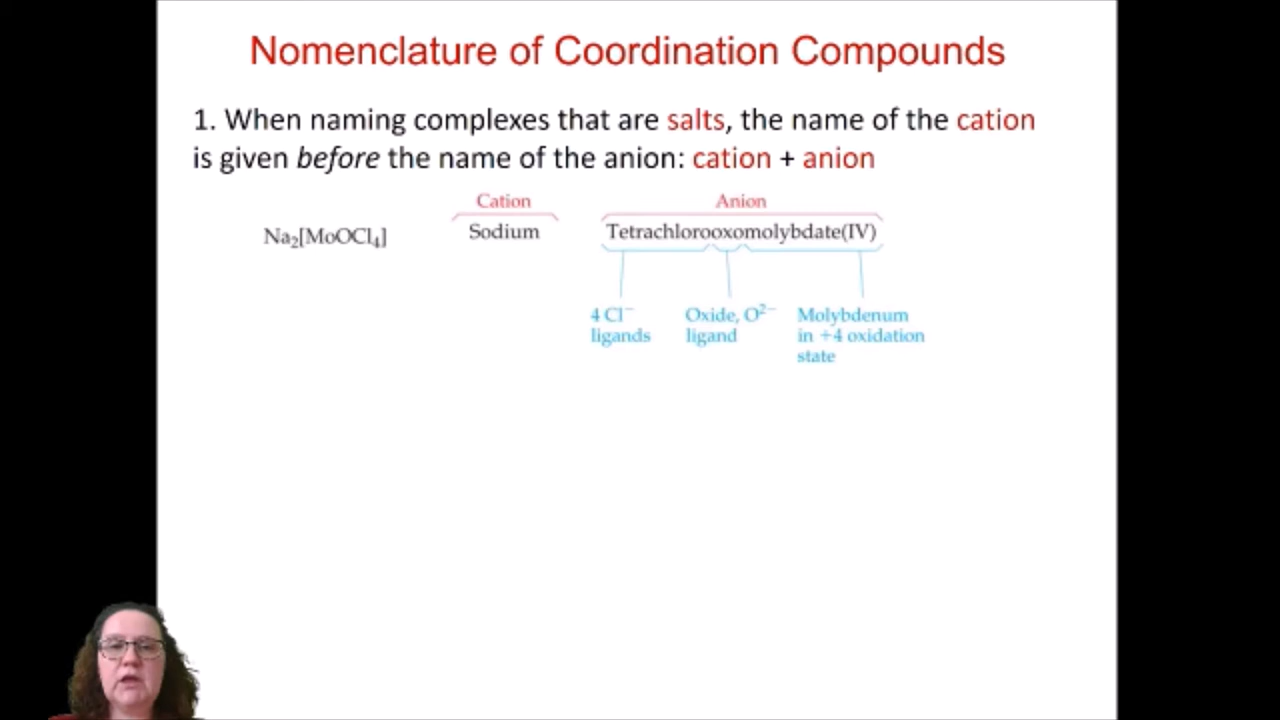 Nomenclature of Coordination Compounds
1. When naming complexes that are salts, the name of the cation
is given before the name of the anion: cation + anion
Cation Anion
Na₂[MoOCl₄] Sodium Tetrachlorooxomolybdate(IV)
4 Cl⁻ Oxide, O²⁻ Molybdenum
ligands ligand in +4 oxidation
state